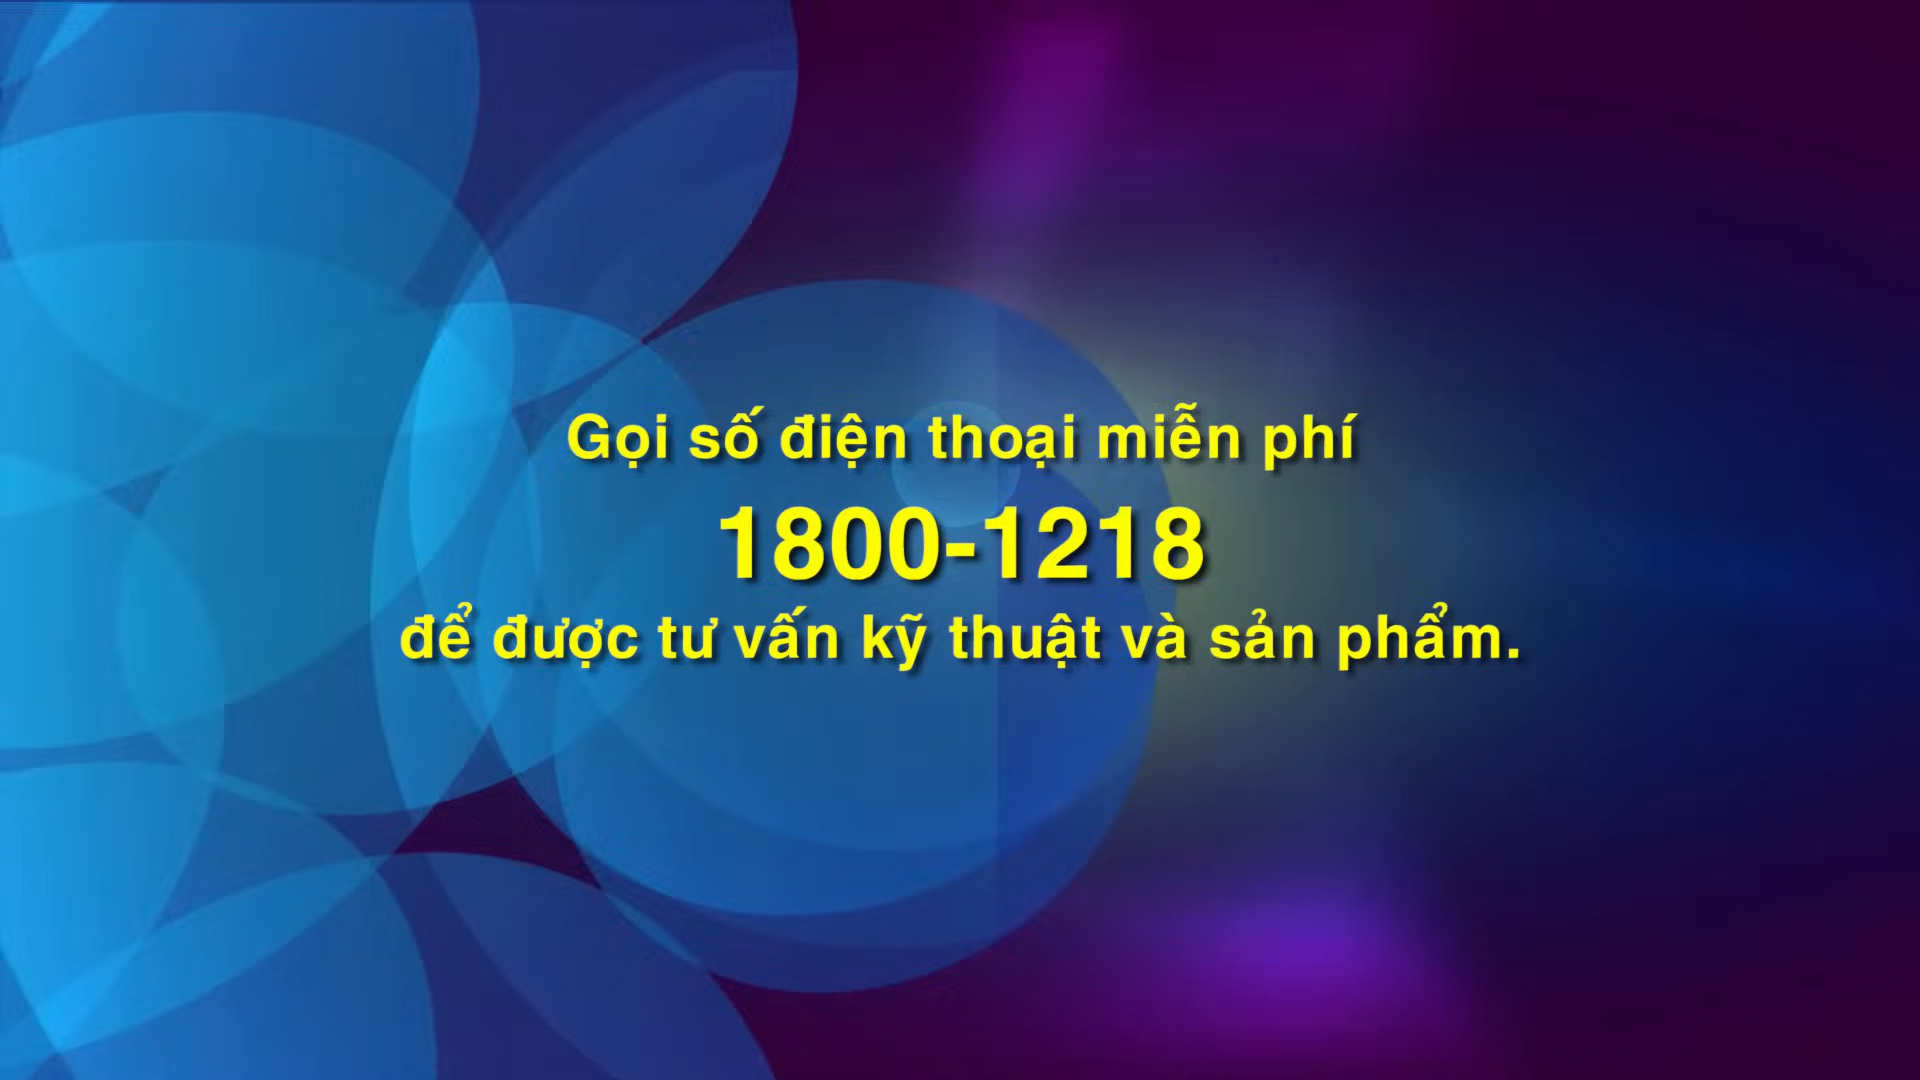 Gọi số điện thoại miễn phí
1800-1218
để được tư vấn kỹ thuật và sản phẩm.